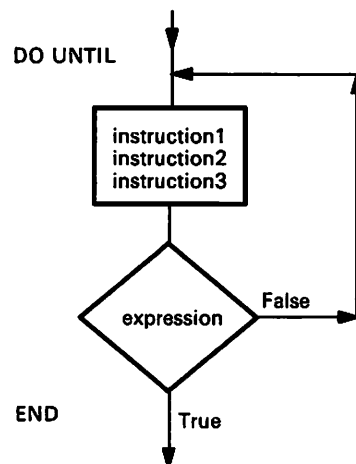 DO UNTIL
instruction1
instruction2
instruction3
expression
False
True
END